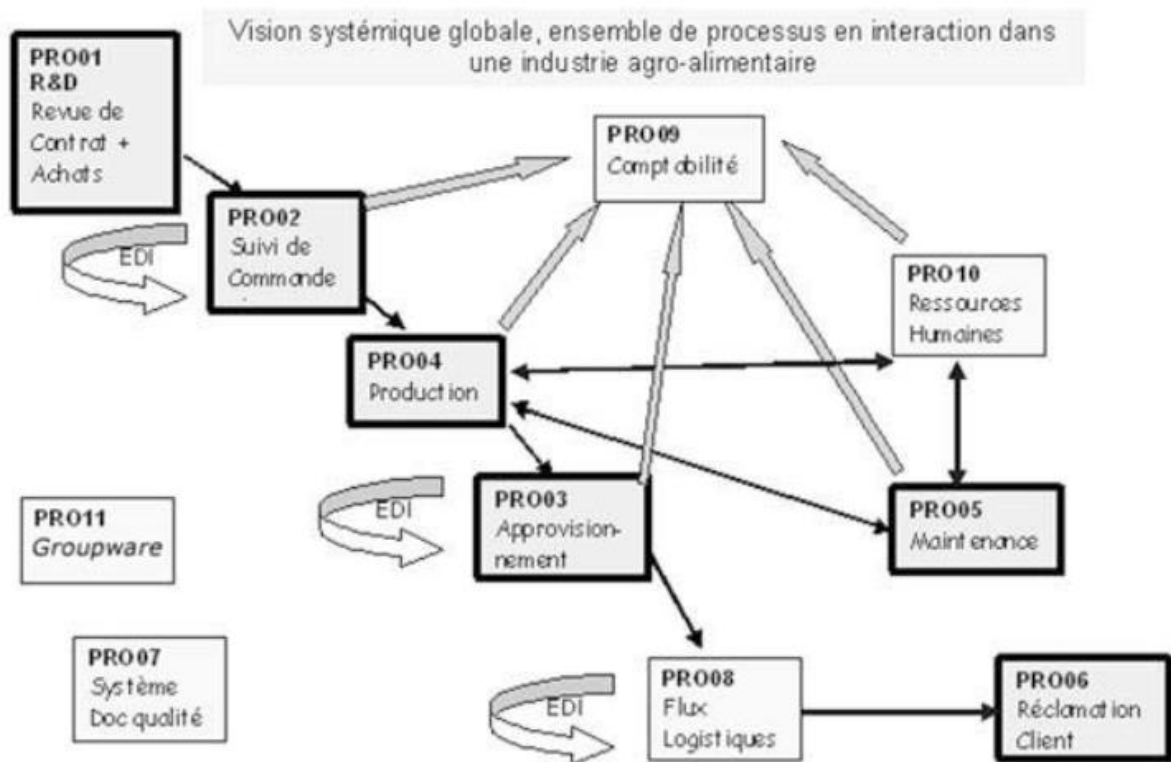 Vision systémique globale, ensemble de processus en interaction dans
une industrie agro-alimentaire
PRO01
R&D
Revue de
Contrat +
Achats
PRO09
Comptabilité
PRO02
Suivi de
Commande
EDI
PRO10
Ressources
Humaines
PRO04
Production
PRO03
Approvision-
nement
EDI
PRO05
Maintenance
PRO11
Groupware
PRO07
Système
Doc qualité
EDI
PRO08
Flux
Logistiques
PRO06
Réclamation
Client